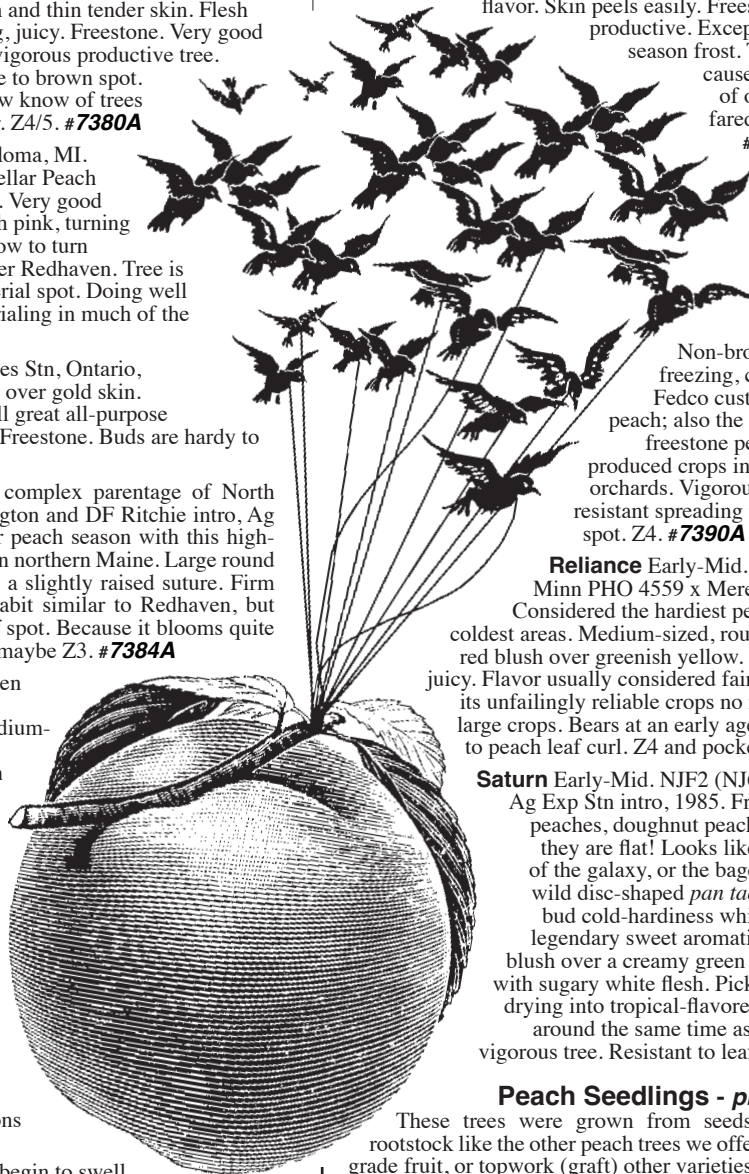 and thin tender skin. Flesh
juicy. Freestone. Very good
vigorous productive tree.
to brown spot.
know of trees
Z4/5. #7380A
loma, MI.
ellar Peach
Very good
pink, turning
ow to turn
er Redhaven. Tree is
erial spot. Doing well
ialing in much of the
es Stn, Ontario,
over gold skin.
ll great all-purpose
Freestone. Buds are hardy to
complex parentage of North
gton and DF Ritchie intro, Ag
r peach season with this high-
n northern Maine. Large round
a slightly raised suture. Firm
abit similar to Redhaven, but
f spot. Because it blooms quite
maybe Z3. #7384A
en
dium-
ons
begin to swell
flavor. Skin peels easily. Frees
productive. Excep
season frost. T
cause
of o
fared
#
Non-bro
freezing, c
Fedco cust
peach; also the
freestone pe
produced crops in
orchards. Vigorou
resistant spreading
spot. Z4. #7390A
Reliance Early-Mid.
Minn PHO 4559 x Mere
Considered the hardiest pe
coldest areas. Medium-sized, rou
red blush over greenish yellow.
juicy. Flavor usually considered fair
its unfailingly reliable crops no
large crops. Bears at an early age
to peach leaf curl. Z4 and pocke
Saturn Early-Mid. NJF2 (NJ
Ag Exp Stn intro, 1985. Fr
peaches, doughnut peach
they are flat! Looks like
of the galaxy, or the bage
wild disc-shaped pan tao
bud cold-hardiness whi
legendary sweet aromati
blush over a creamy green
with sugary white flesh. Pick
drying into tropical-flavore
around the same time as
vigorous tree. Resistant to leaf
Peach Seedlings - p
These trees were grown from seeds
rootstock like the other peach trees we offe
grade fruit, or topwork (graft) other varieties